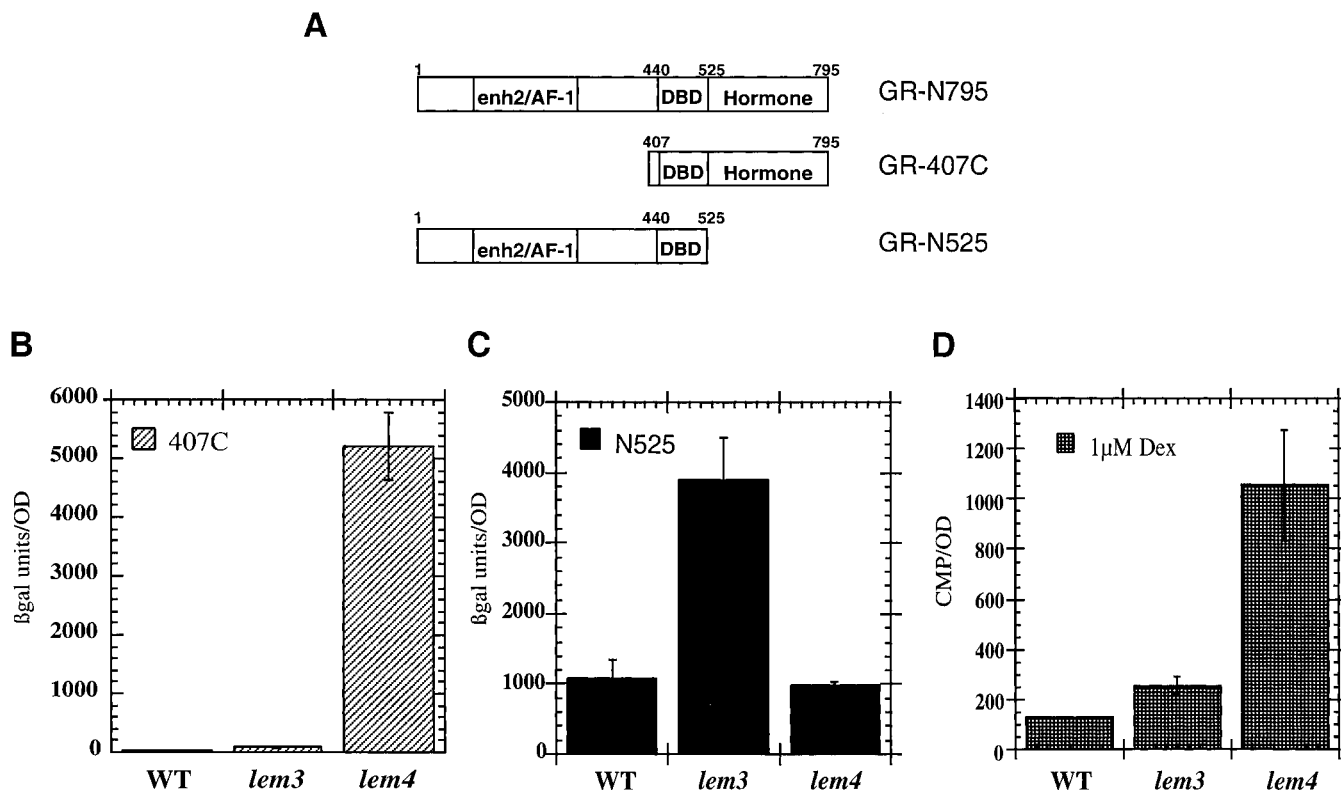 A
1 440 525 795
enh2/AF-1 DBD Hormone GR-N795
407 795
DBD Hormone GR-407C
1 440 525
enh2/AF-1 DBD GR-N525
B
6000
5000
4000
3000
2000
1000
0
ßgal units/OD
407C
WT lem3 lem4
C
5000
4000
3000
2000
1000
0
ßgal units/OD
N525
WT lem3 lem4
D
1400
1200
1000
800
600
400
200
0
CMP/OD
1µM Dex
WT lem3 lem4